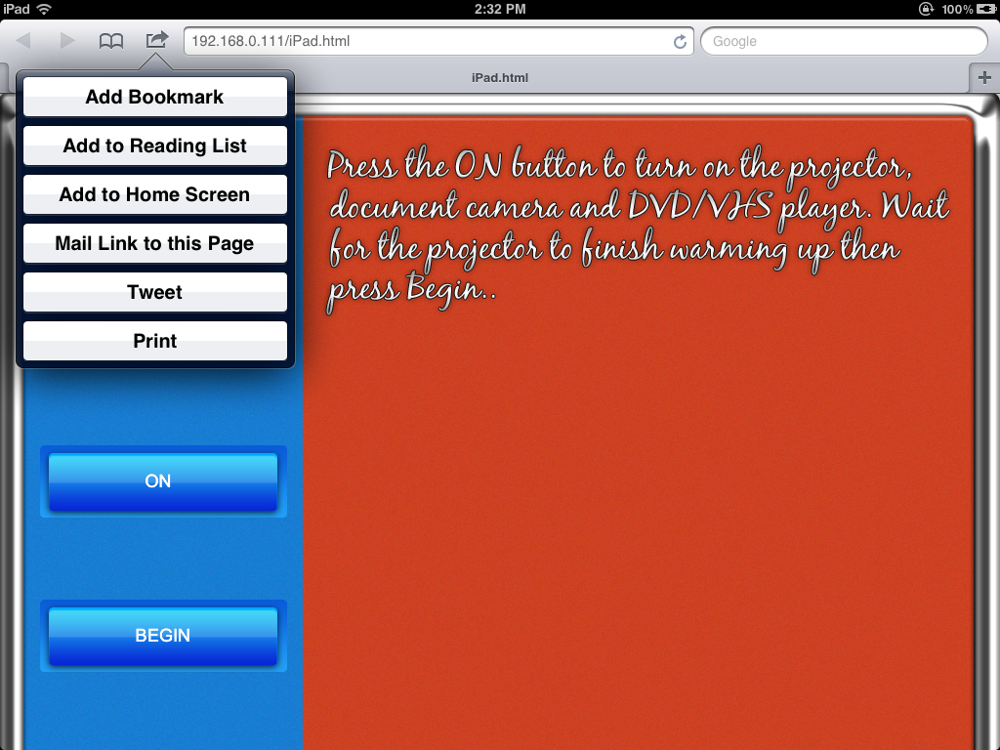 iPad 2:32 PM 100%
192.168.0.111/iPad.html Google
iPad.html
Add Bookmark
Add to Reading List
Add to Home Screen
Mail Link to this Page
Tweet
Print
Press the ON button to turn on the projector,
document camera and DVD/VHS player. Wait
for the projector to finish warming up then
press Begin..
ON
BEGIN